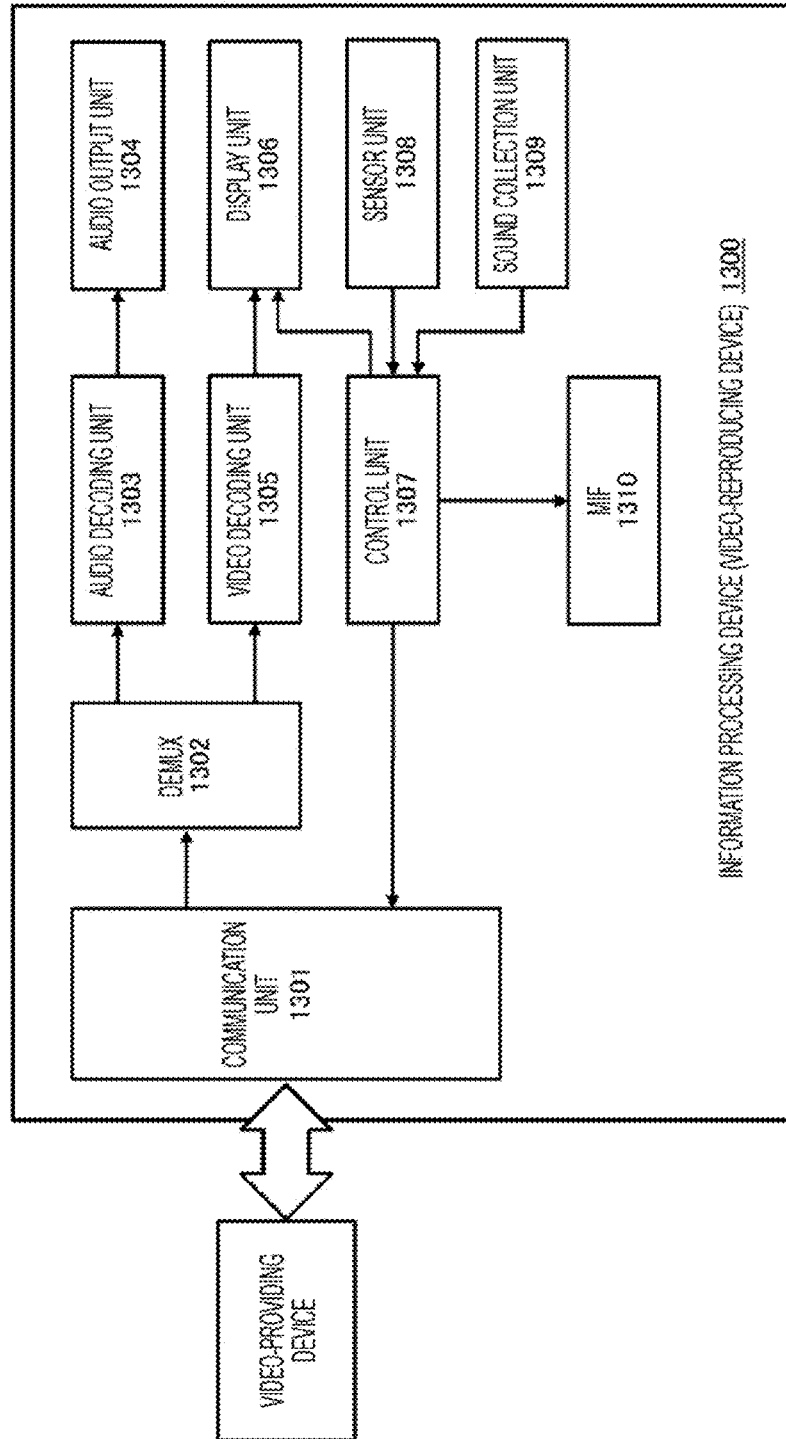 VIDEO-PROVIDING
DEVICE
COMMUNICATION
UNIT
1301
DEMUX
1302
AUDIO DECODING UNIT
1303
AUDIO OUTPUT UNIT
1304
VIDEO DECODING UNIT
1305
DISPLAY UNIT
1306
CONTROL UNIT
1307
SENSOR UNIT
1308
SOUND COLLECTION UNIT
1309
MIF
1310
INFORMATION PROCESSING DEVICE (VIDEO-REPRODUCING DEVICE) 1300